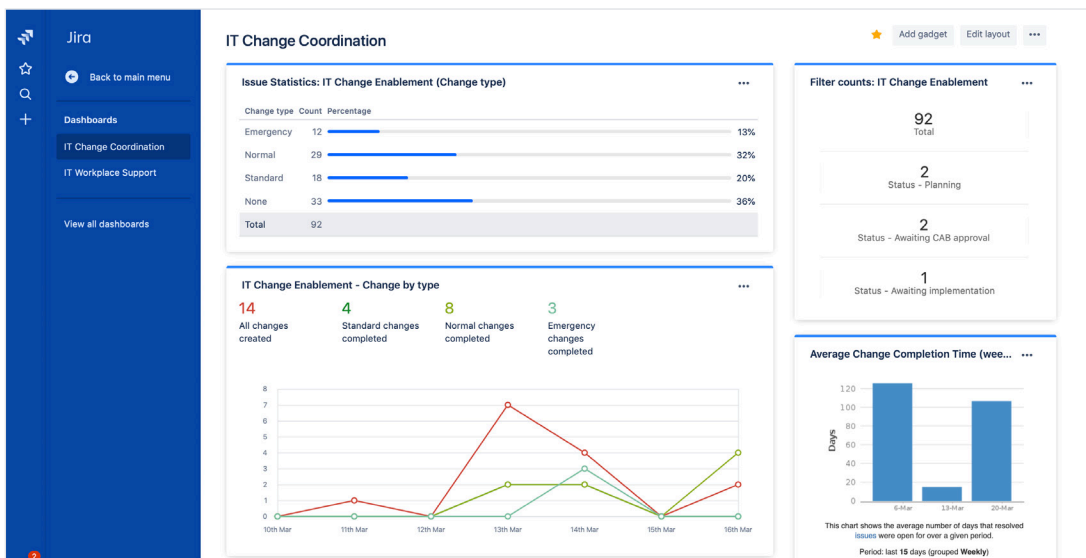 Jira
Back to main menu
Dashboards
IT Change Coordination
IT Workplace Support
View all dashboards
2
IT Change Coordination
Add gadget
Edit layout
Issue Statistics: IT Change Enablement (Change type)
Change type Count Percentage
Emergency 12 13%
Normal 29 32%
Standard 18 20%
None 33 36%
Total 92
Filter counts: IT Change Enablement
92
Total
2
Status - Planning
2
Status - Awaiting CAB approval
1
Status - Awaiting implementation
IT Change Enablement - Change by type
14 4 8 3
All changes Standard changes Normal changes Emergency
created completed completed changes
completed
8
7
6
5
4
3
2
1
0
10th Mar 11th Mar 12th Mar 13th Mar 14th Mar 15th Mar 16th Mar
Average Change Completion Time (wee...
Days
120
100
80
60
40
20
0
6-Mar 13-Mar 20-Mar
This chart shows the average number of days that resolved
issues were open for over a given period.
Period: last 15 days (grouped Weekly)